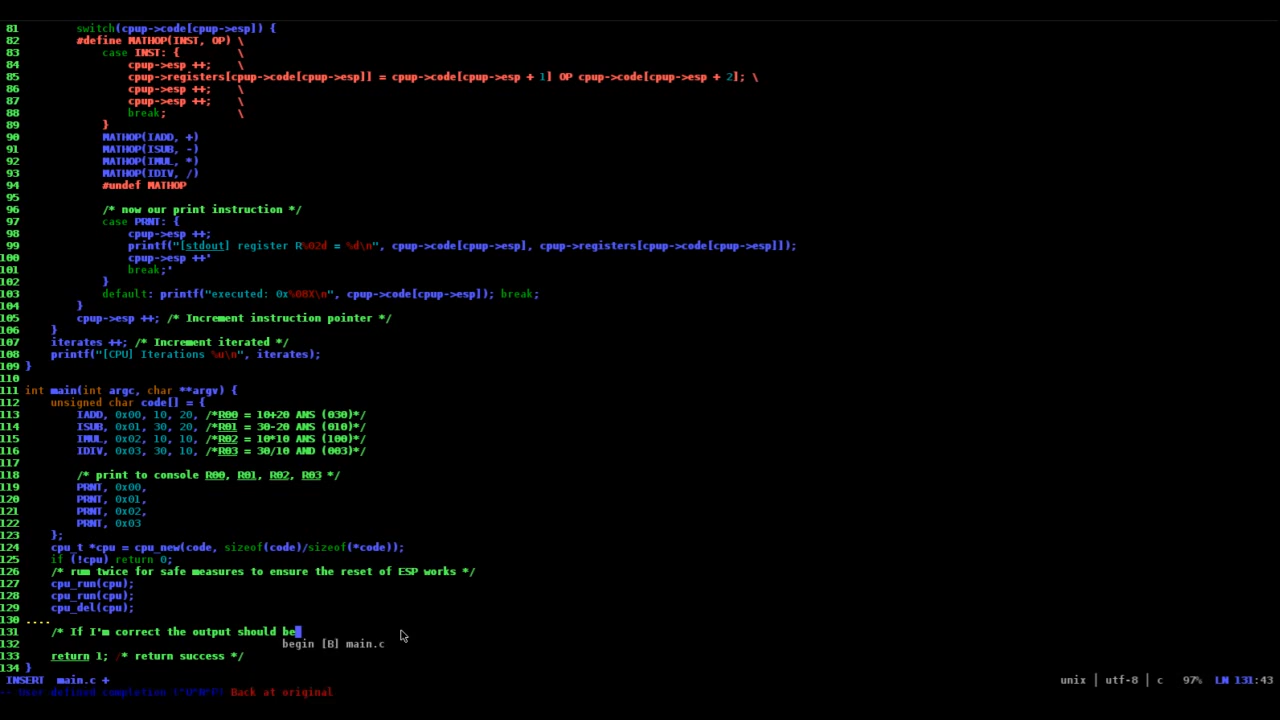 81         switch(cpup->code[cpup->esp]) {
82         #define MATHOP(INST, OP) \
83             case INST: {         \
84                 cpup->esp ++;    \
85                 cpup->registers[cpup->code[cpup->esp]] = cpup->code[cpup->esp + 1] OP cpup->code[cpup->esp + 2]; \
86                 cpup->esp ++;    \
87                 cpup->esp ++;    \
88                 break;           \
89             }
90             MATHOP(IADD, +)
91             MATHOP(ISUB, -)
92             MATHOP(IMUL, *)
93             MATHOP(IDIV, /)
94             #undef MATHOP
95
96             /* now our print instruction */
97             case PRNT: {
98                 cpup->esp ++;
99                 printf("[stdout] register R%02d = %d\n", cpup->code[cpup->esp], cpup->registers[cpup->code[cpup->esp]]);
100                 cpup->esp ++'
101                 break;'
102             }
103             default: printf("executed: 0x%08X\n", cpup->code[cpup->esp]); break;
104         }
105         cpup->esp ++; /* Increment instruction pointer */
106     }
107     iterates ++; /* Increment iterated */
108     printf("[CPU] Iterations %u\n", iterates);
109 }
110
111 int main(int argc, char **argv) {
112     unsigned char code[] = {
113         IADD, 0x00, 10, 20, /*R00 = 10+20 ANS (030)*/
114         ISUB, 0x01, 30, 20, /*R01 = 30-20 ANS (010)*/
115         IMUL, 0x02, 10, 10, /*R02 = 10*10 ANS (100)*/
116         IDIV, 0x03, 30, 10, /*R03 = 30/10 AND (003)*/
117
118         /* print to console R00, R01, R02, R03 */
119         PRNT, 0x00,
120         PRNT, 0x01,
121         PRNT, 0x02,
122         PRNT, 0x03
123     };
124     cpu_t *cpu = cpu_new(code, sizeof(code)/sizeof(*code));
125     if (!cpu) return 0;
126     /* rum twice for safe measures to ensure the reset of ESP works */
127     cpu_run(cpu);
128     cpu_run(cpu);
129     cpu_del(cpu);
130 ....
131     /* If I'm correct the output should be
132 begin [B] main.c
133     return 1; /* return success */
134 }
INSERT  main.c +    unix | utf-8 | c   97%  LN 131:43
-- User defined completion (^U^N^P) Back at original